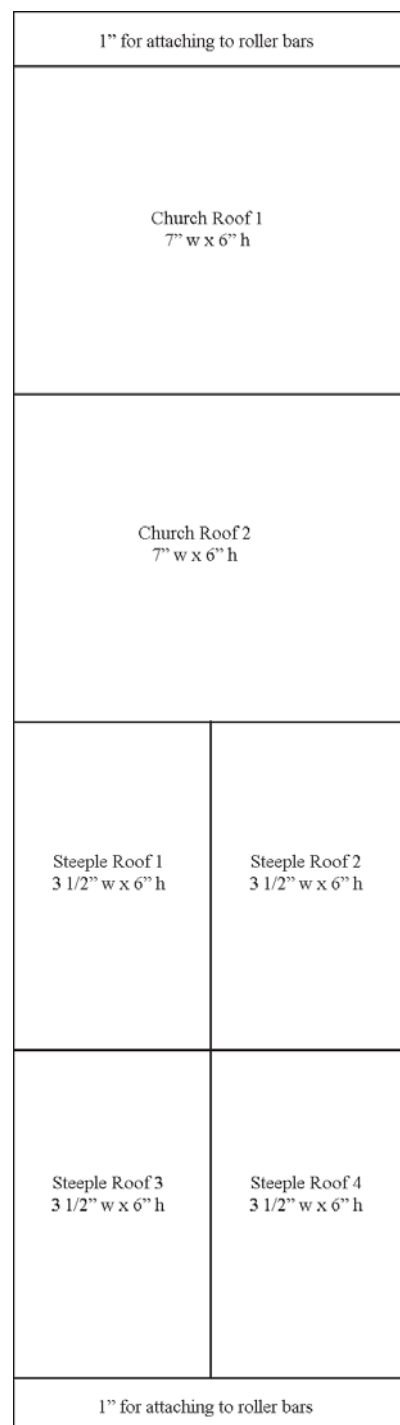 1” for attaching to roller bars
Church Roof 1
7” w x 6” h
Church Roof 2
7” w x 6” h
Steeple Roof 1
3 1/2” w x 6” h
Steeple Roof 2
3 1/2” w x 6” h
Steeple Roof 3
3 1/2” w x 6” h
Steeple Roof 4
3 1/2” w x 6” h
1” for attaching to roller bars